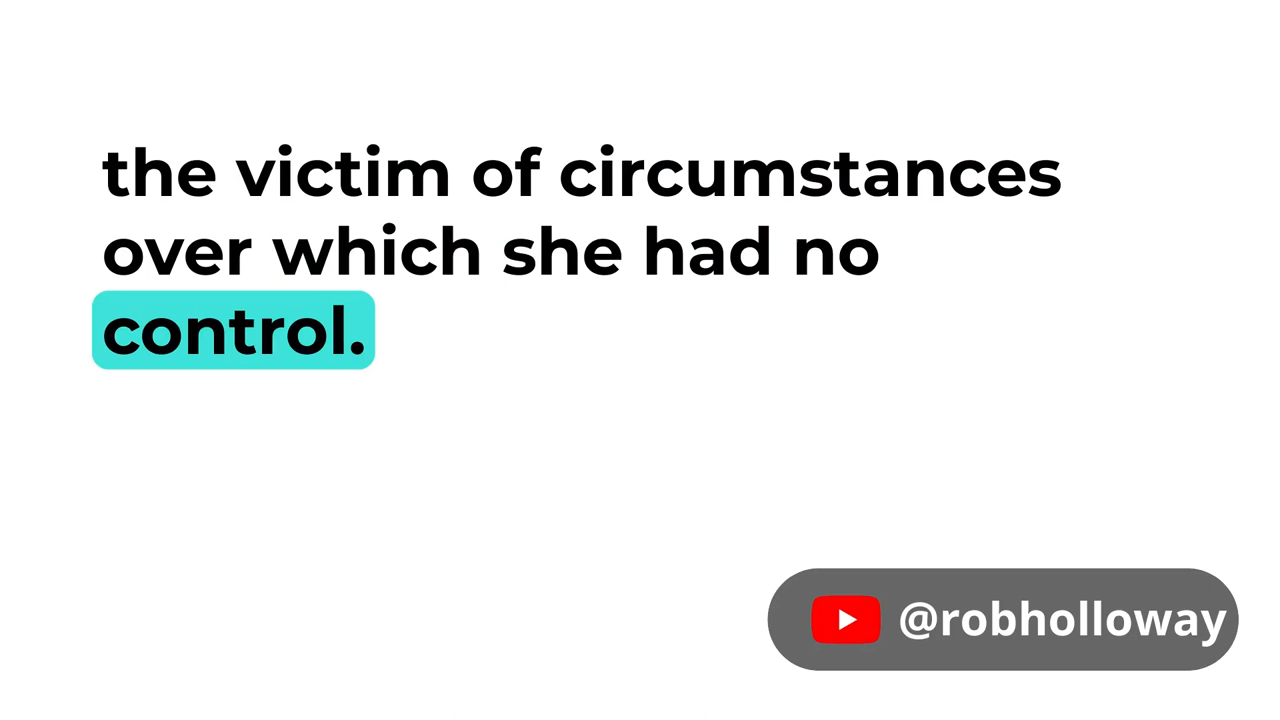 the victim of circumstances
over which she had no
control.
@robholloway